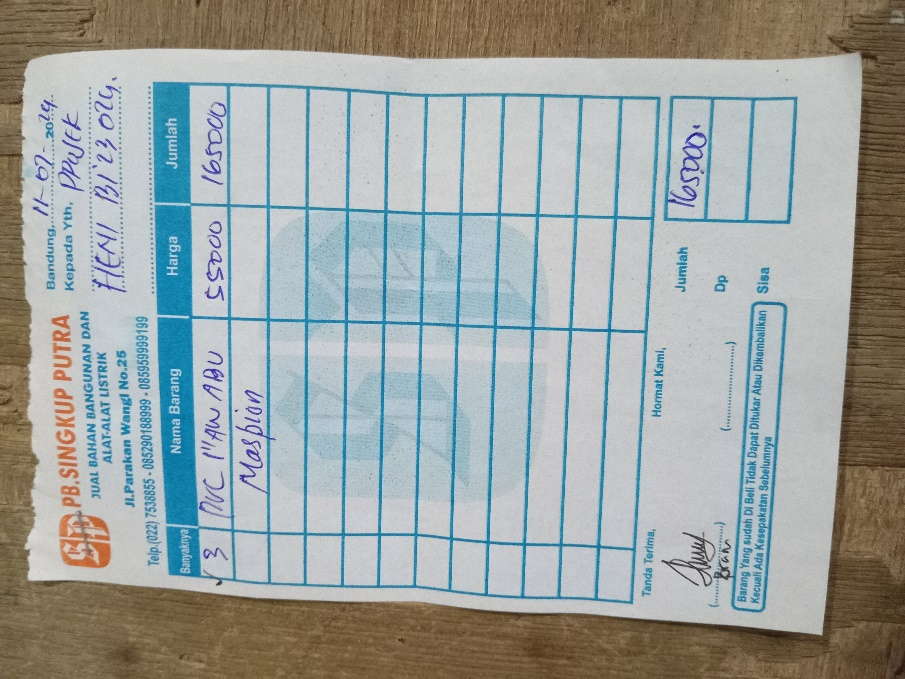 PB.SINGKUP PUTRA
JUAL BAHAN BANGUNAN DAN
ALAT-ALAT LISTRIK
Jl.Parakan Wangi No.25
Telp.(022) 7538855 - 085290188999 - 085959999199
Bandung, 11-07-2024
Kepada Yth, PROYEK
HENI B1'23 024.
Banyaknya Nama Barang Harga Jumlah
3 PVC 1" AW ABU 55000 165000
Maspion
Tanda Terima, Hormat Kami, Jumlah 165000.
Dp
Sisa
(..................) (..................)
Barang Yang sudah Di Beli Tidak Dapat Ditukar Atau Dikembalikan
Kecuali Ada Kesepakatan Sebelumnya